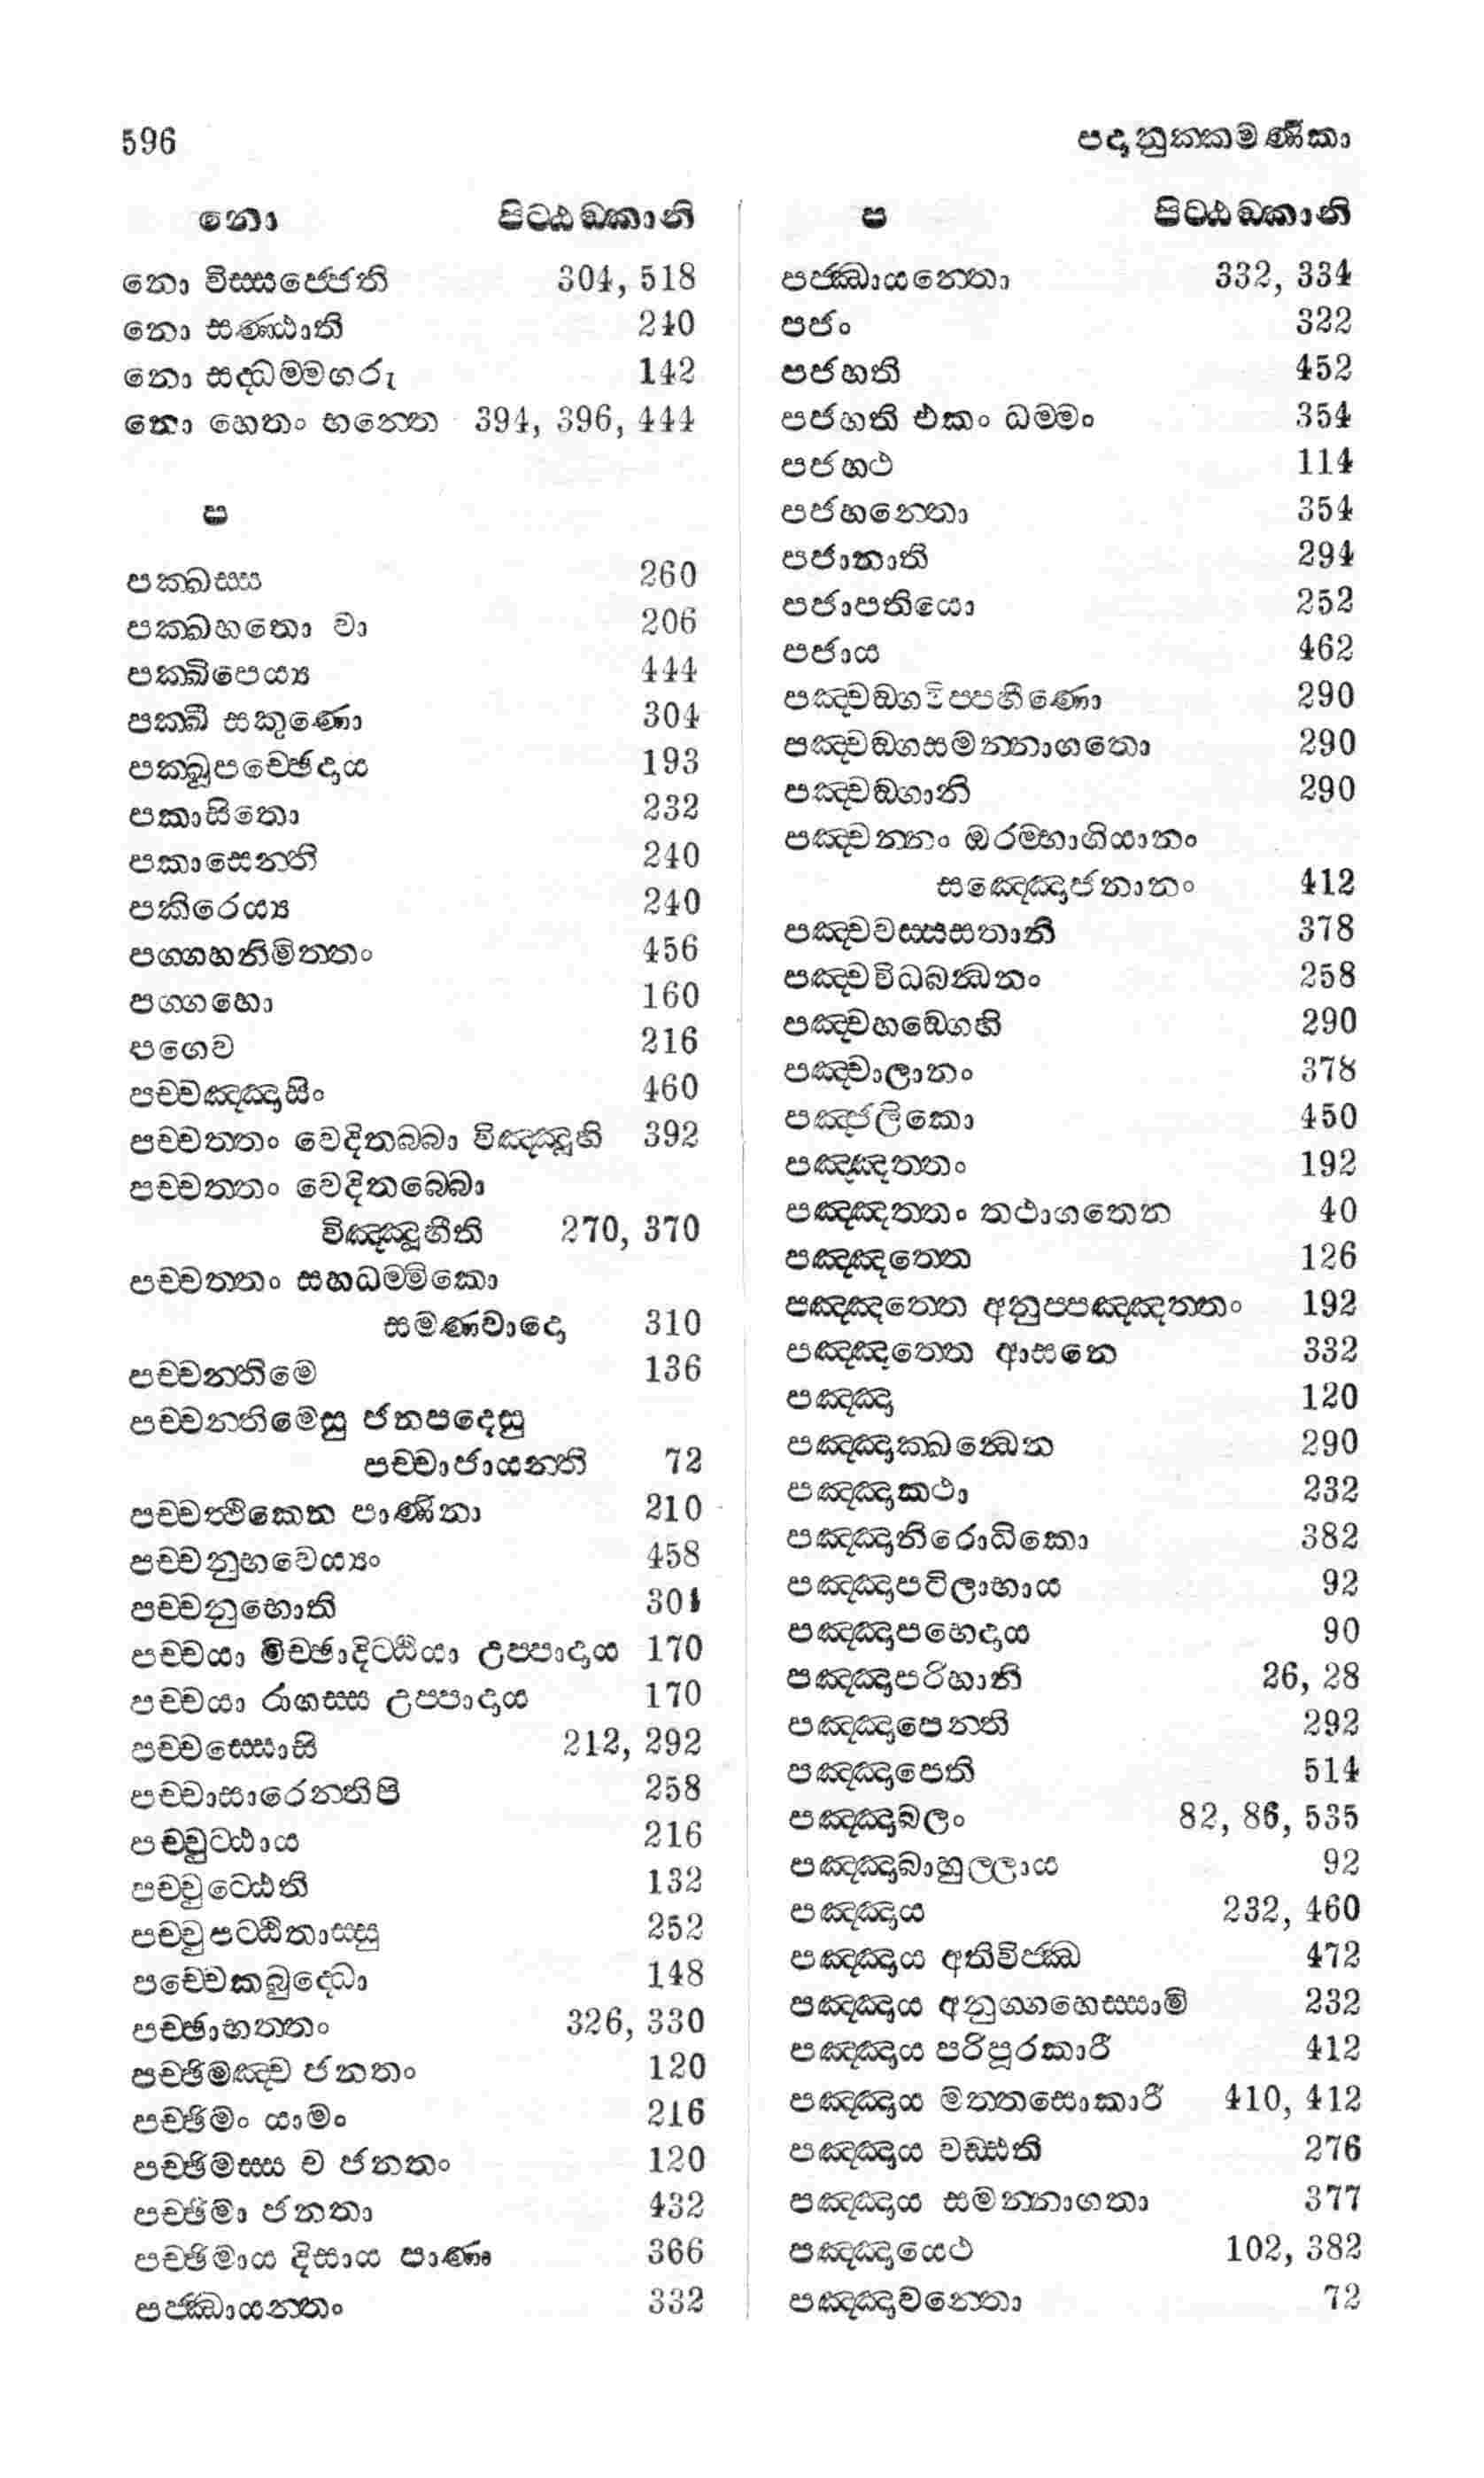 596
පදානුක්කමණිකා
නො පිට්ඨඞ්කානි
නො විස්සජ්ජෙති 304, 518
නො සණ්ඨාති 240
නො සද්ධම්මගරු 142
නො හෙතං භන්තෙ 394, 396, 444
ප
පක්ඛස්ස 260
පක්ඛහතො වා 206
පක්ඛිපෙය්‍ය 444
පක්ඛී සකුණො 304
පක්ඛූපච්ඡේදාය 193
පකාසිතො 232
පකාසෙන්ති 240
පකිරෙය්‍ය 240
පග්ගහනිමිත්තං 456
පග්ගහො 160
පගෙව 216
පච්චඤ්ඤාසිං 460
පච්චත්තං වෙදිතබ්බා විඤ්ඤූහි 392
පච්චත්තං වෙදිතබ්බො
විඤ්ඤූහීති 270, 370
පච්චත්තං සහධම්මිකො
සමණවාදො 310
පච්චන්තිමෙ 136
පච්චන්තිමෙසු ජනපදෙසු
පච්චාජායන්ති 72
පච්චත්ථිකෙන පාණිනා 210
පච්චනුභවෙය්‍යං 458
පච්චනුභොති 304
පච්චයා මිච්ඡාදිට්ඨියා උප්පාදාය 170
පච්චයා රාගස්ස උප්පාදාය 170
පච්චස්සොසි 212, 292
පච්චාසාරෙන්තිපි 258
පච්චුට්ඨාය 216
පච්චුට්ඨෙති 132
පච්චුපට්ඨිතාස්සු 252
පච්චෙකබුද්ධො 148
පච්ඡාභත්තං 326, 330
පච්ඡිමඤ්ච ජනතං 120
පච්ඡිමං යාමං 216
පච්ඡිමස්ස ච ජනතං 120
පච්ඡිමා ජනතා 432
පච්ඡිමාය දිසාය පාණා 366
පජ්ඣායන්තං 332
ප පිට්ඨඞ්කානි
පජ්ඣායන්තො 332, 334
පජං 322
පජහති 452
පජහති එකං ධම්මං 354
පජහථ 114
පජහන්තො 354
පජානාති 294
පජාපතියො 252
පජාය 462
පඤ්චඞ්ගවිප්පහීණො 290
පඤ්චඞ්ගසමන්නාගතො 290
පඤ්චඞ්ගානි 290
පඤ්චන්නං ඔරම්භාගියානං
සඤ්ඤොජනානං 412
පඤ්චවස්සසතානි 378
පඤ්චවිධබන්ධනං 258
පඤ්චහඞ්ගෙහි 290
පඤ්චාලානං 378
පඤ්ජලිකො 450
පඤ්ඤත්තං 192
පඤ්ඤත්තං තථාගතෙන 40
පඤ්ඤත්තෙ 126
පඤ්ඤත්තෙ අනුප්පඤ්ඤත්තං 192
පඤ්ඤත්තෙ ආසනෙ 332
පඤ්ඤා 120
පඤ්ඤාක්ඛන්ධෙන 290
පඤ්ඤාකථා 232
පඤ්ඤානිරොධිකො 382
පඤ්ඤාපටිලාභාය 92
පඤ්ඤාපභෙදාය 90
පඤ්ඤාපරිහානි 26, 28
පඤ්ඤාපෙන්ති 292
පඤ්ඤාපෙති 514
පඤ්ඤාබලං 82, 86, 535
පඤ්ඤාබාහුල්ලාය 92
පඤ්ඤාය 232, 460
පඤ්ඤාය අතිවිජ්ඣ 472
පඤ්ඤාය අනුග්ගහෙස්සාමි 232
පඤ්ඤාය පරිපූරකාරී 412
පඤ්ඤාය මත්තසොකාරී 410, 412
පඤ්ඤාය වඩ්ඪති 276
පඤ්ඤාය සමන්නාගතා 377
පඤ්ඤායෙථ 102, 382
පඤ්ඤාවන්තො 72